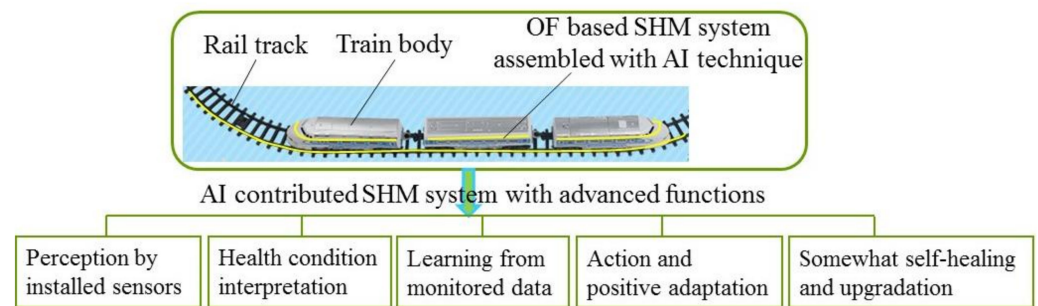 OF based SHM system
Rail track
Train body
assembled with AI technique
AI contributed SHM system with advanced functions
Perception by
installed sensors
Health condition
interpretation
Learning from
monitored data
Action and
positive adaptation
Somewhat self-healing
and upgradation